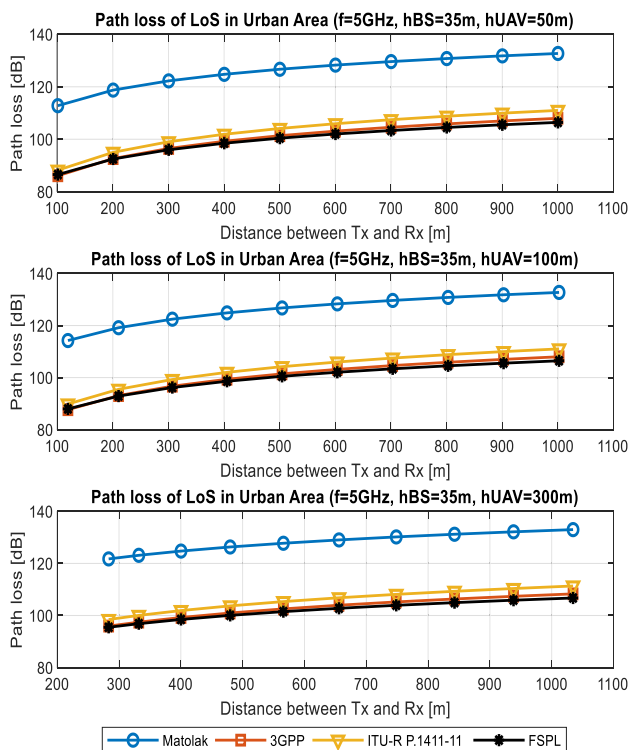 Path loss of LoS in Urban Area (f=5GHz, hBS=35m, hUAV=50m)
140
120
100
80
Path loss [dB]
100 200 300 400 500 600 700 800 900 1000 1100
Distance between Tx and Rx [m]
Path loss of LoS in Urban Area (f=5GHz, hBS=35m, hUAV=100m)
140
120
100
80
Path loss [dB]
100 200 300 400 500 600 700 800 900 1000 1100
Distance between Tx and Rx [m]
Path loss of LoS in Urban Area (f=5GHz, hBS=35m, hUAV=300m)
140
120
100
80
Path loss [dB]
200 300 400 500 600 700 800 900 1000 1100
Distance between Tx and Rx [m]
Matolak 3GPP ITU-R P.1411-11 FSPL